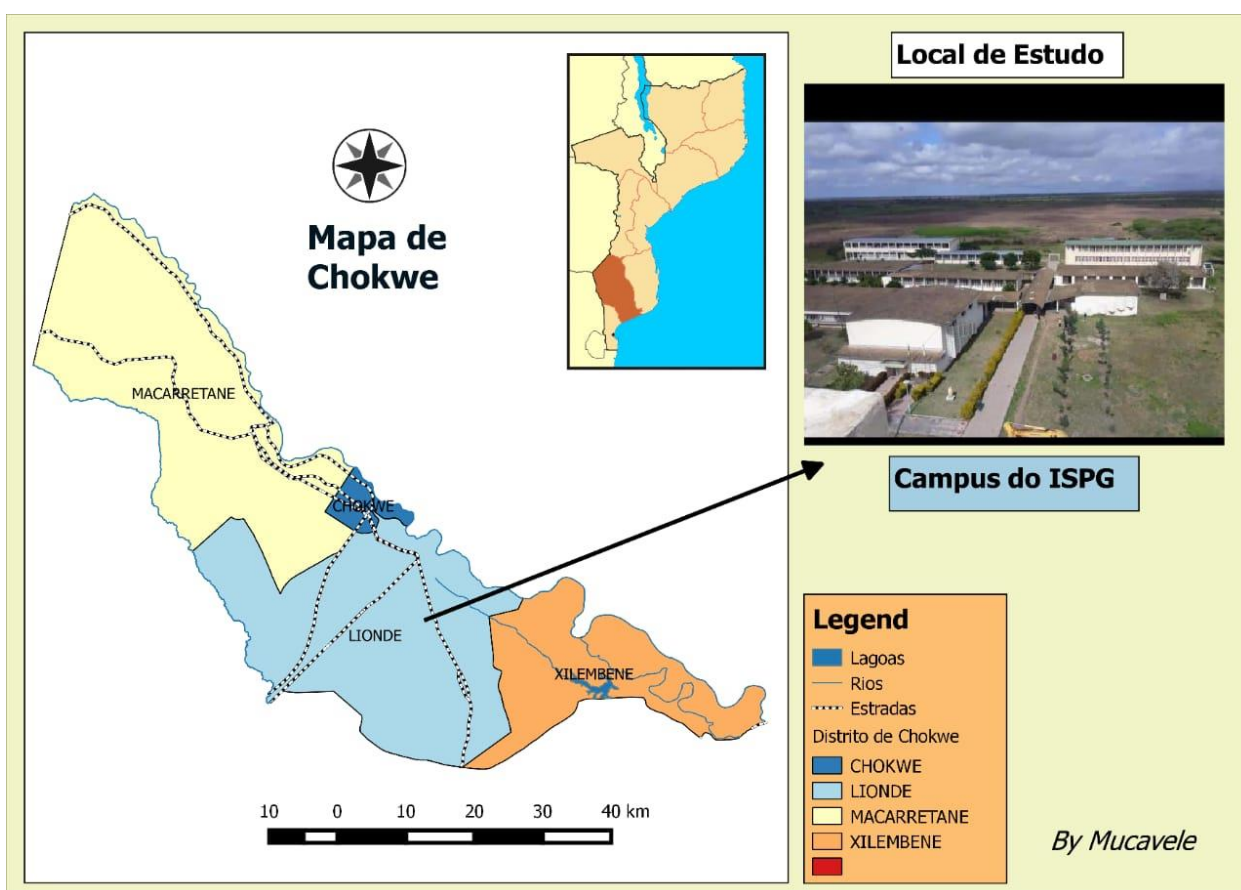 Local de Estudo
Mapa de
Chokwe
MACARRETANE
CHOKWE
LIONDE
XILEMBENE
10 0 10 20 30 40 km
Campus do ISPG
Legend
Lagoas
Rios
Estradas
Distrito de Chokwe
CHOKWE
LIONDE
MACARRETANE
XILEMBENE
By Mucavele